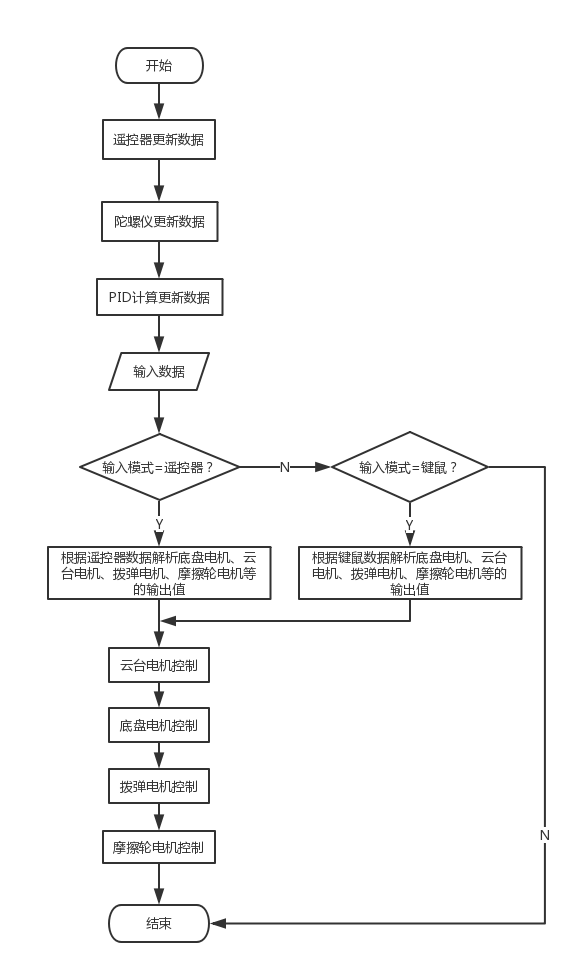 开始
遥控器更新数据
陀螺仪更新数据
PID计算更新数据
输入数据
输入模式=遥控器？
N
输入模式=键鼠？
Y
Y
根据遥控器数据解析底盘电机、云
台电机、拨弹电机、摩擦轮电机等
的输出值
根据键鼠数据解析底盘电机、云台
电机、拨弹电机、摩擦轮电机等的
输出值
云台电机控制
底盘电机控制
拨弹电机控制
N
摩擦轮电机控制
结束